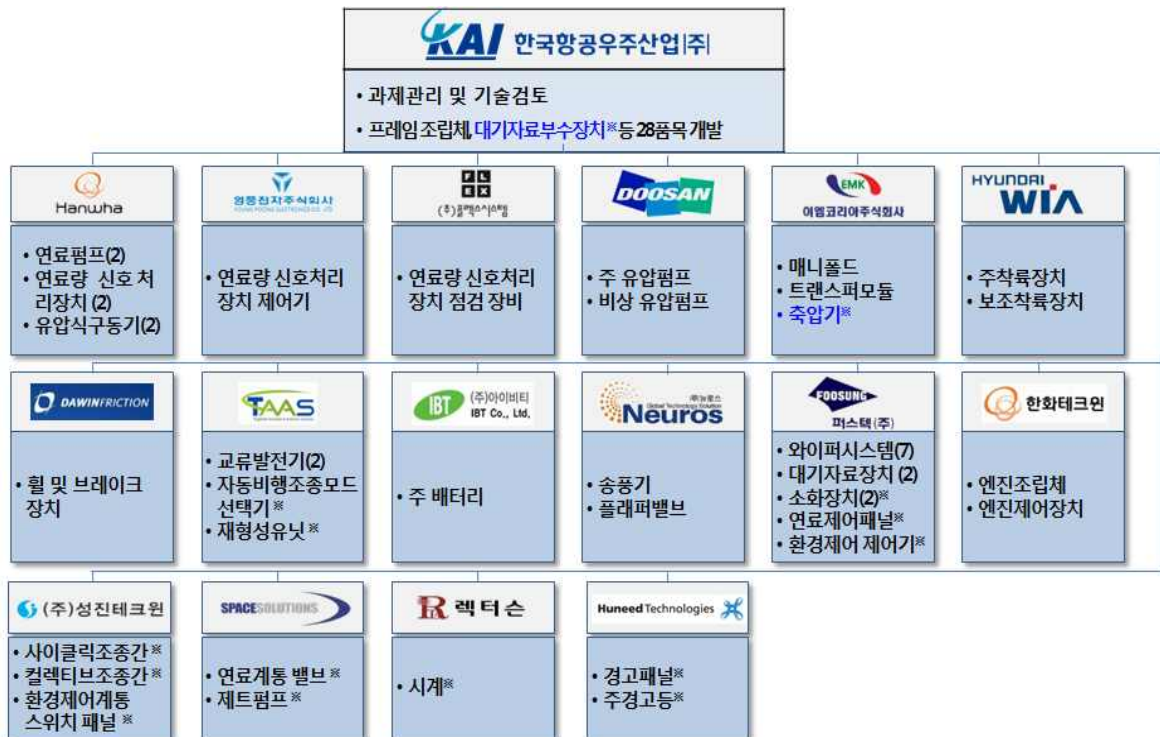 KAI 한국항공우주산업|주|
• 과제관리 및 기술검토
• 프레임 조립체, 대기자료부수장치※ 등 28품목 개발
Hanwha
• 연료펌프(2)
• 연료량 신호 처
리장치 (2)
• 유압식구동기(2)
영풍전자주식회사
YOUNG POONG ELECTRONICS CO., LTD
• 연료량 신호처리
장치 제어기
FLEX
(주)플렉스시스템
• 연료량 신호처리
장치 점검 장비
DOOSAN
• 주 유압펌프
• 비상 유압펌프
EMK
이엠코리아주식회사
• 매니폴드
• 트랜스퍼모듈
• 축압기※
HYUNDAI
WIA
• 주착륙장치
• 보조착륙장치
DAWINFRICTION
• 휠 및 브레이크
장치
TAAS
• 교류발전기(2)
• 자동비행조종모드
선택기 ※
• 재형성유닛 ※
IBT (주)아이비티
IBT Co., Ltd.
• 주 배터리
㈜뉴로스
Global Technology Solution
Neuros
• 송풍기
• 플래퍼밸브
FOOSUNG
퍼스텍(주)
• 와이퍼시스템(7)
• 대기자료장치 (2)
• 소화장치(2)※
• 연료제어패널※
• 환경제어 제어기※
한화테크윈
• 엔진조립체
• 엔진제어장치
(주)성진테크윈
• 사이클릭조종간 ※
• 컬렉티브조종간 ※
• 환경제어계통
스위치 패널 ※
SPACESOLUTIONS
• 연료계통 밸브 ※
• 제트펌프 ※
렉터슨
• 시계※
Huneed Technologies
• 경고패널※
• 주경고등※